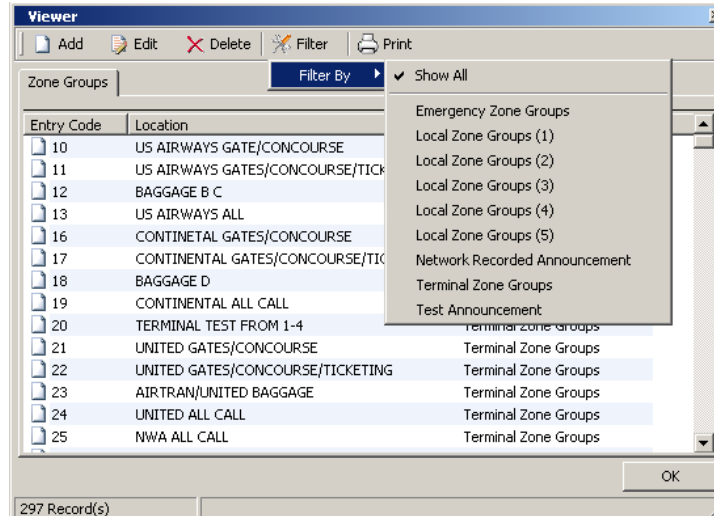 Viewer
Add Edit Delete Filter Print
Filter By Show All
Zone Groups
Emergency Zone Groups
Local Zone Groups (1)
Local Zone Groups (2)
Local Zone Groups (3)
Local Zone Groups (4)
Local Zone Groups (5)
Network Recorded Announcement
Terminal Zone Groups
Test Announcement
Entry Code Location
10 US AIRWAYS GATE/CONCOURSE
11 US AIRWAYS GATES/CONCOURSE/TICK
12 BAGGAGE B C
13 US AIRWAYS ALL
16 CONTINETAL GATES/CONCOURSE
17 CONTINENTAL GATES/CONCOURSE/TIC
18 BAGGAGE D
19 CONTINENTAL ALL CALL
20 TERMINAL TEST FROM 1-4 Terminal Zone Groups
21 UNITED GATES/CONCOURSE Terminal Zone Groups
22 UNITED GATES/CONCOURSE/TICKETING Terminal Zone Groups
23 AIRTRAN/UNITED BAGGAGE Terminal Zone Groups
24 UNITED ALL CALL Terminal Zone Groups
25 NWA ALL CALL Terminal Zone Groups
OK
297 Record(s)